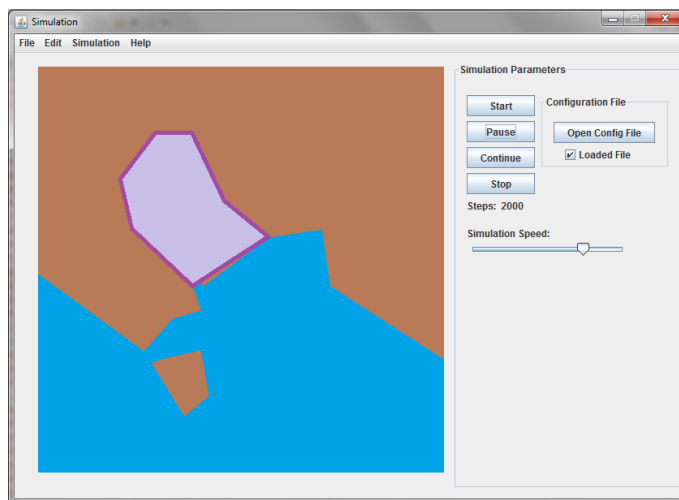 Simulation
File Edit Simulation Help
Simulation Parameters
Start
Configuration File
Pause
Open Config File
Continue
Loaded File
Stop
Steps: 2000
Simulation Speed: